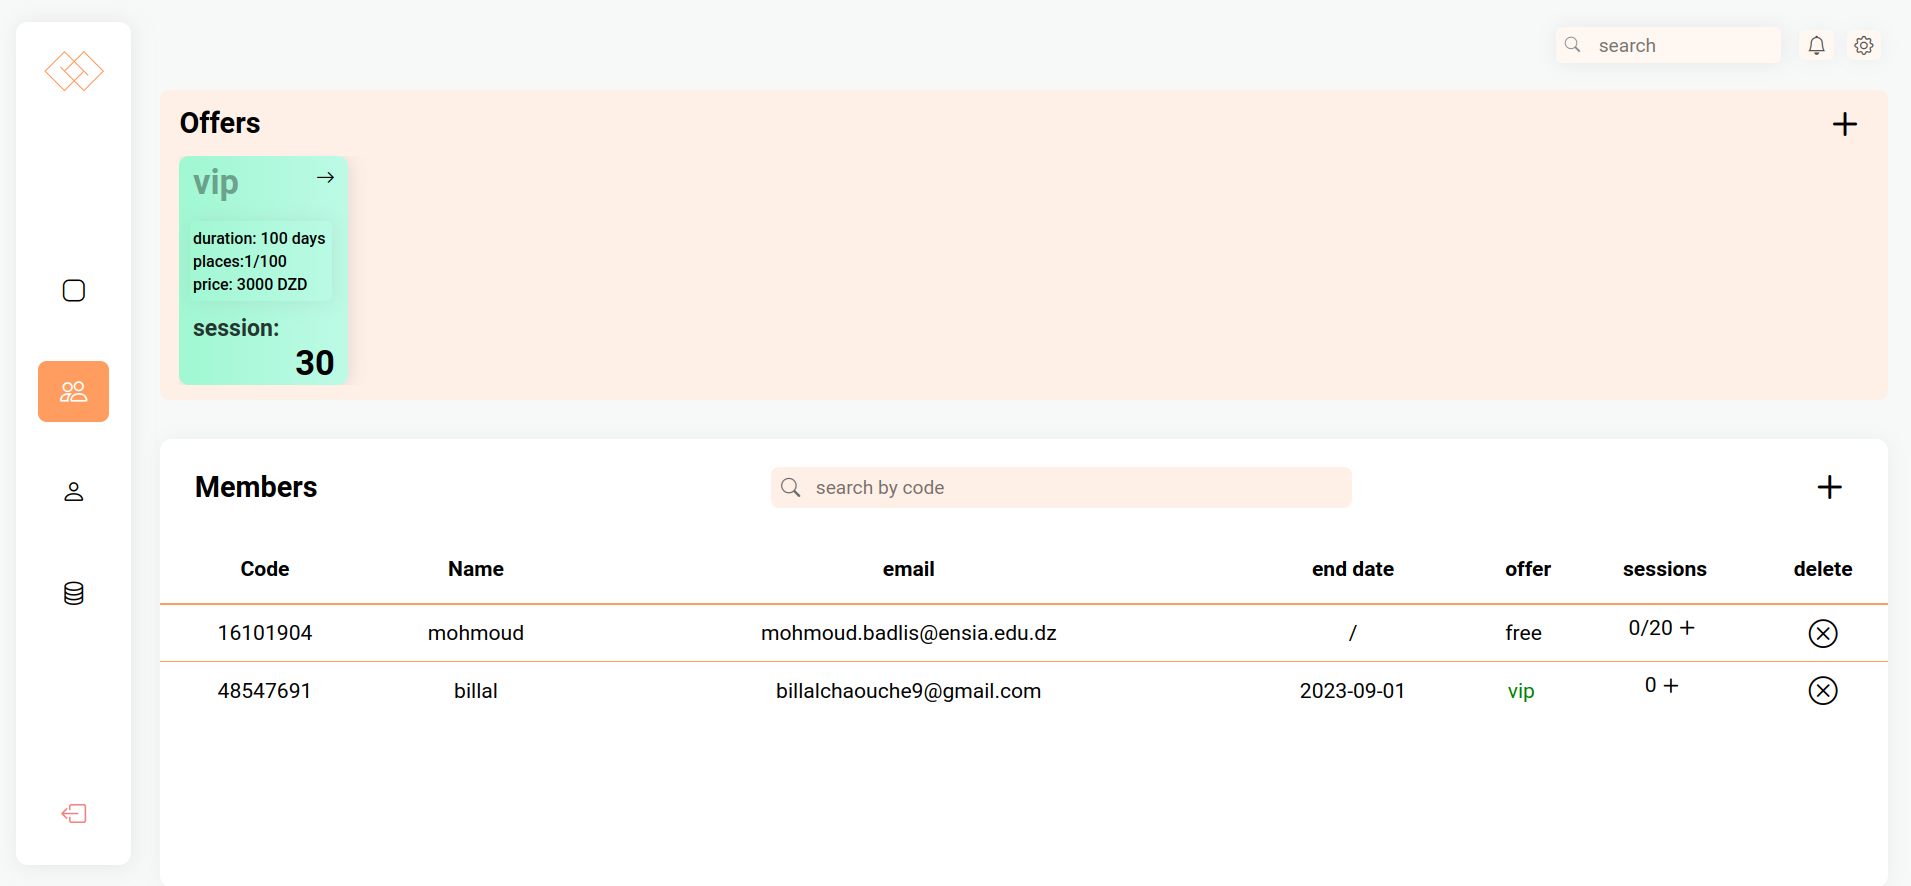 search
Offers
vip
duration: 100 days
places:1/100
price: 3000 DZD
session:
30
Members
search by code
Code Name email end date offer sessions delete
16101904 mohmoud mohmoud.badlis@ensia.edu.dz / free 0/20 +
48547691 billal billalchaouche9@gmail.com 2023-09-01 vip 0 +